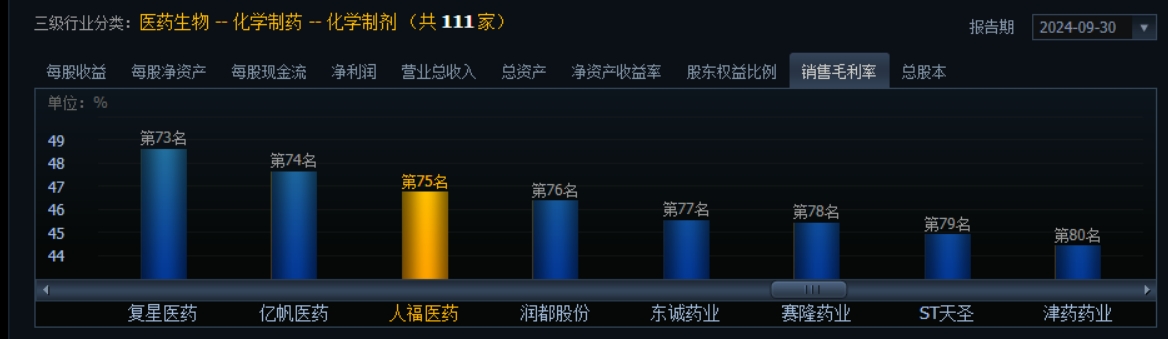 三级行业分类：医药生物 -- 化学制药 -- 化学制剂 （共 111 家）
报告期 2024-09-30
每股收益 每股净资产 每股现金流 净利润 营业总收入 总资产 净资产收益率 股东权益比例 销售毛利率 总股本
单位：%
49
48
47
46
45
44
第73名
第74名
第75名
第76名
第77名
第78名
第79名
第80名
复星医药 亿帆医药 人福医药 润都股份 东诚药业 赛隆药业 ST天圣 津药药业